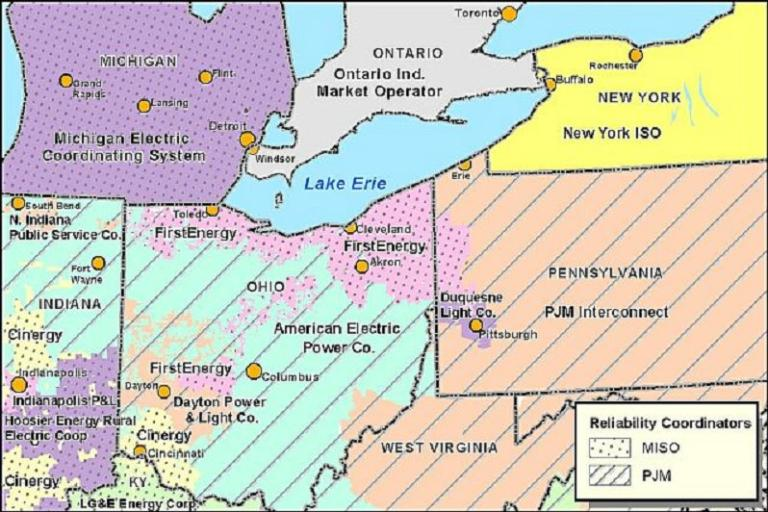 Toronto
ONTARIO
Ontario Ind.
Market Operator
MICHIGAN
Flint
Grand
Rapids
Lansing
Michigan Electric
Coordinating System
Detroit
Windsor
Rochester
Buffalo
NEW YORK
New York ISO
Lake Erie
Erie
South Bend
N. Indiana
Public Service Co.
Toledo
FirstEnergy
Cleveland
FirstEnergy
Akron
Fort
Wayne
INDIANA
OHIO
PENNSYLVANIA
PJM Interconnect
Duquesne
Light Co.
Pittsburgh
American Electric
Power Co.
Cinergy
Indianapolis
Indianapolis P&L
Hoosier Energy Rural
Electric Coop
FirstEnergy
Columbus
Dayton
Dayton Power
& Light Co.
Cinergy
Cincinnati
WEST VIRGINIA
Cinergy
KY
LG&E Energy Corp
Reliability Coordinators
MISO
PJM